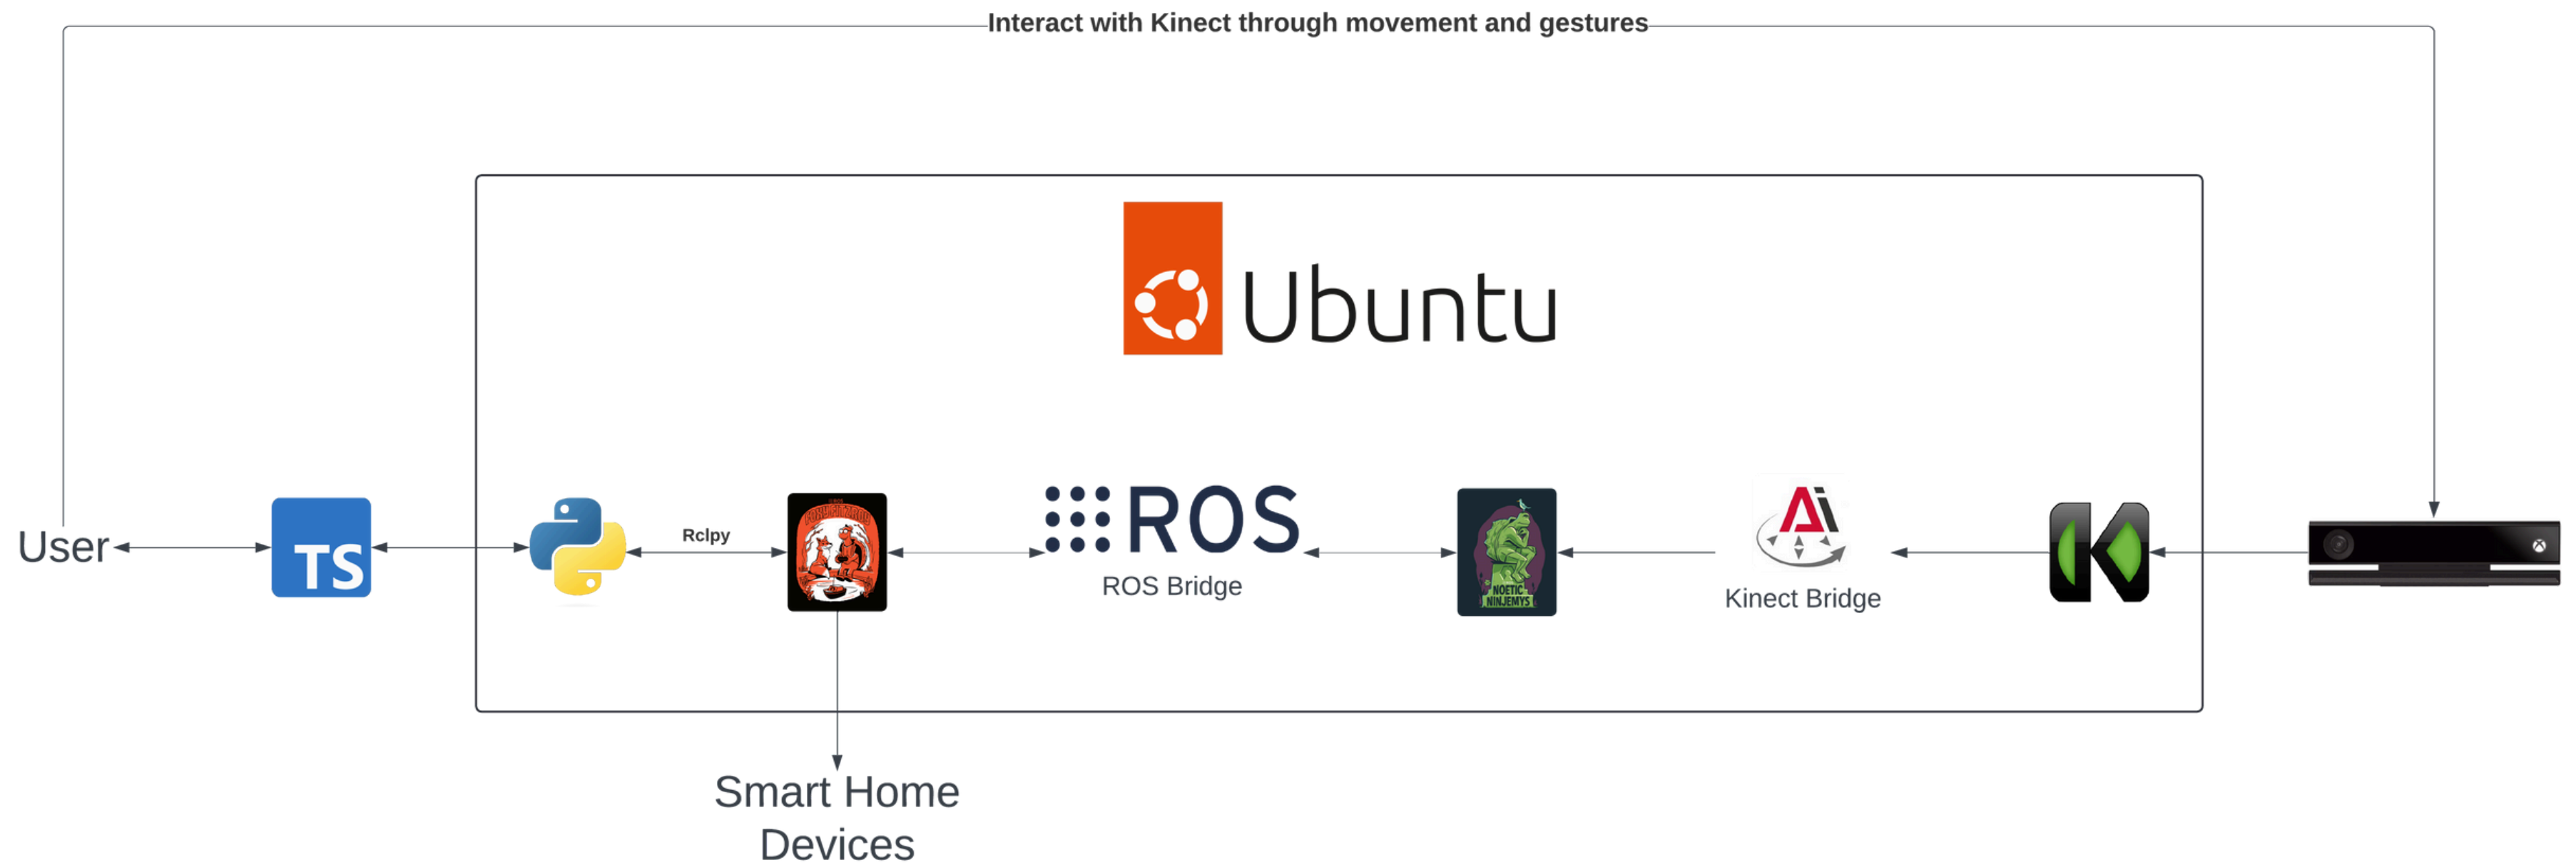 Interact with Kinect through movement and gestures
Ubuntu
User
TS
Rclpy
ROS
ROS Bridge
NOETIC
NINJEMYS
Kinect Bridge
Smart Home
Devices